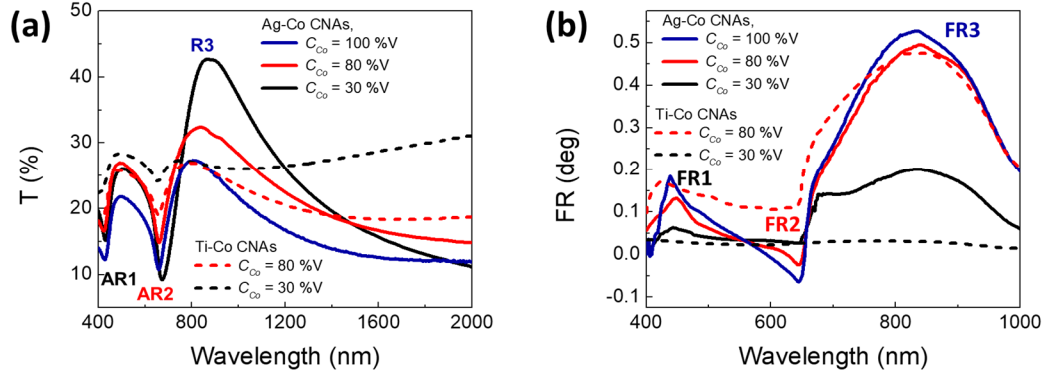 (a)
T (%)
50
40
30
20
10
R3
Ag-Co CNAs,
C_Co = 100 %V
C_Co = 80 %V
C_Co = 30 %V
AR1
AR2
Ti-Co CNAs
C_Co = 80 %V
C_Co = 30 %V
400 800 1200 1600 2000
Wavelength (nm)
(b)
FR (deg)
0.5
0.4
0.3
0.2
0.1
0.0
-0.1
Ag-Co CNAs
C_Co = 100 %V
C_Co = 80 %V
C_Co = 30 %V
FR3
Ti-Co CNAs
C_Co = 80 %V
C_Co = 30 %V
FR1
FR2
400 600 800 1000
Wavelength (nm)